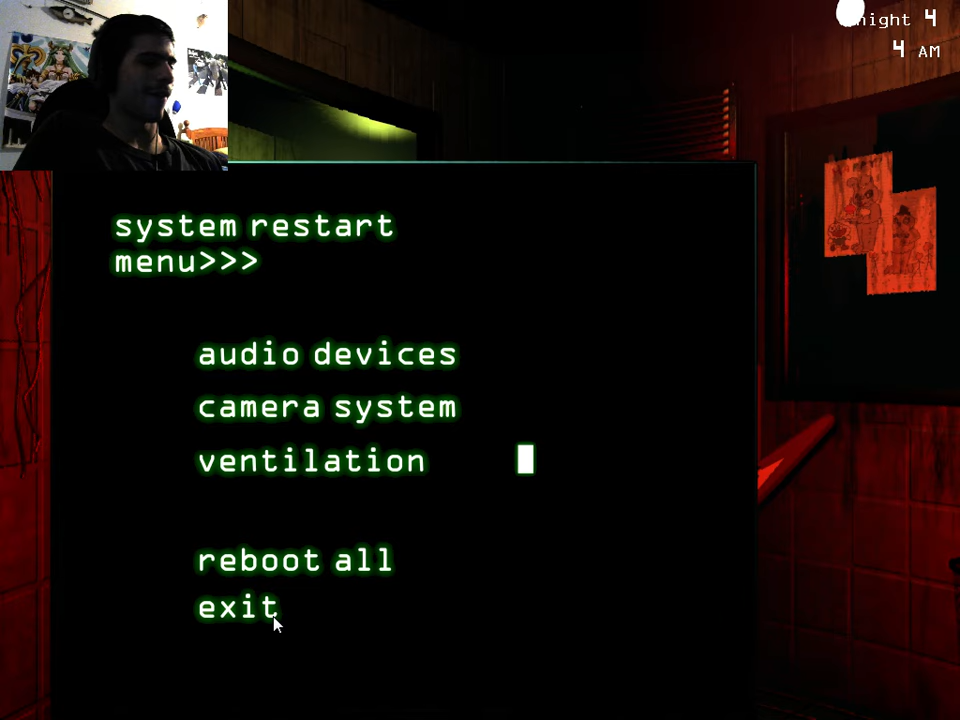 night 4
4 AM
system restart
menu>>>
audio devices
camera system
ventilation
reboot all
exit